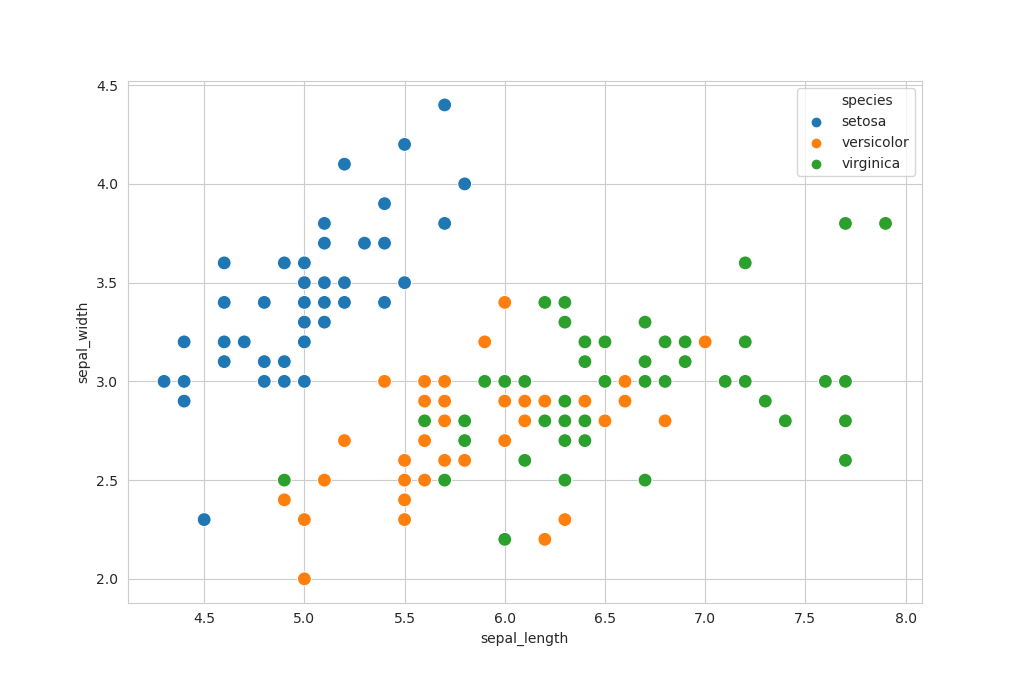 4.5
4.0
3.5
3.0
2.5
2.0
sepal_width
species
setosa
versicolor
virginica
4.5 5.0 5.5 6.0 6.5 7.0 7.5 8.0
sepal_length